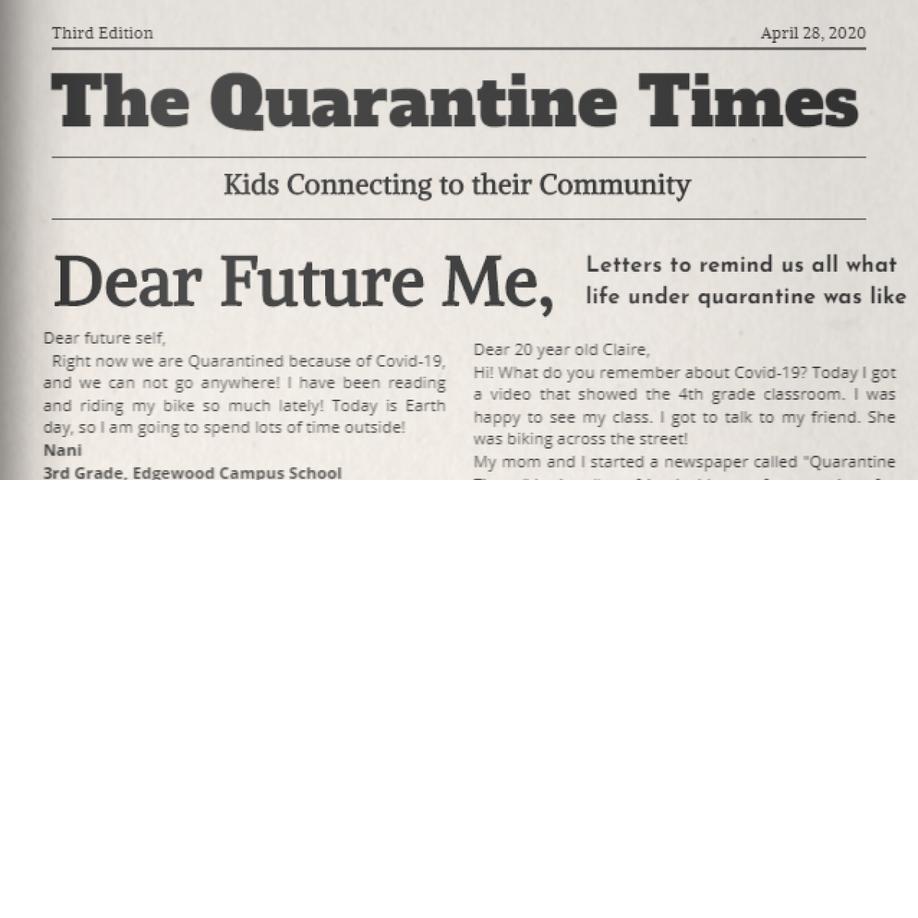 Third Edition
April 28, 2020
The Quarantine Times
Kids Connecting to their Community
Dear Future Me,
Letters to remind us all what
life under quarantine was like
Dear future self,
Right now we are Quarantined because of Covid-19,
and we can not go anywhere! I have been reading
and riding my bike so much lately! Today is Earth
day, so I am going to spend lots of time outside!
Nani
3rd Grade, Edgewood Campus School
Dear 20 year old Claire,
Hi! What do you remember about Covid-19? Today I got
a video that showed the 4th grade classroom. I was
happy to see my class. I got to talk to my friend. She
was biking across the street!
My mom and I started a newspaper called "Quarantine